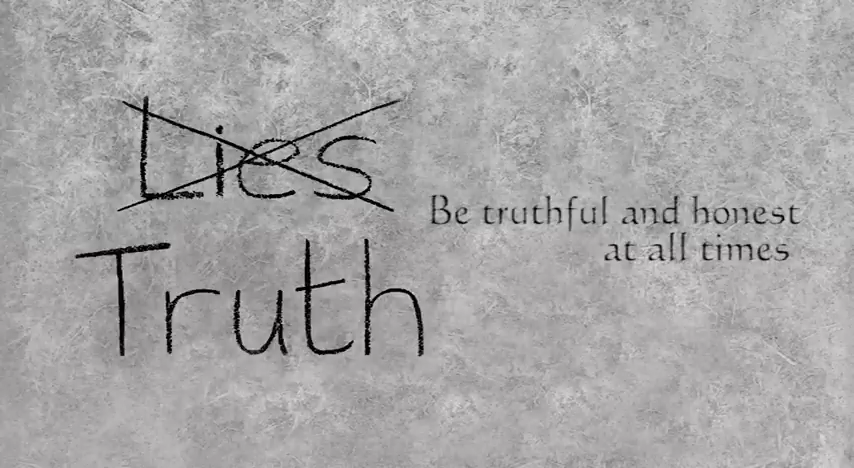 Lies
Truth
Be truthful and honest
at all times